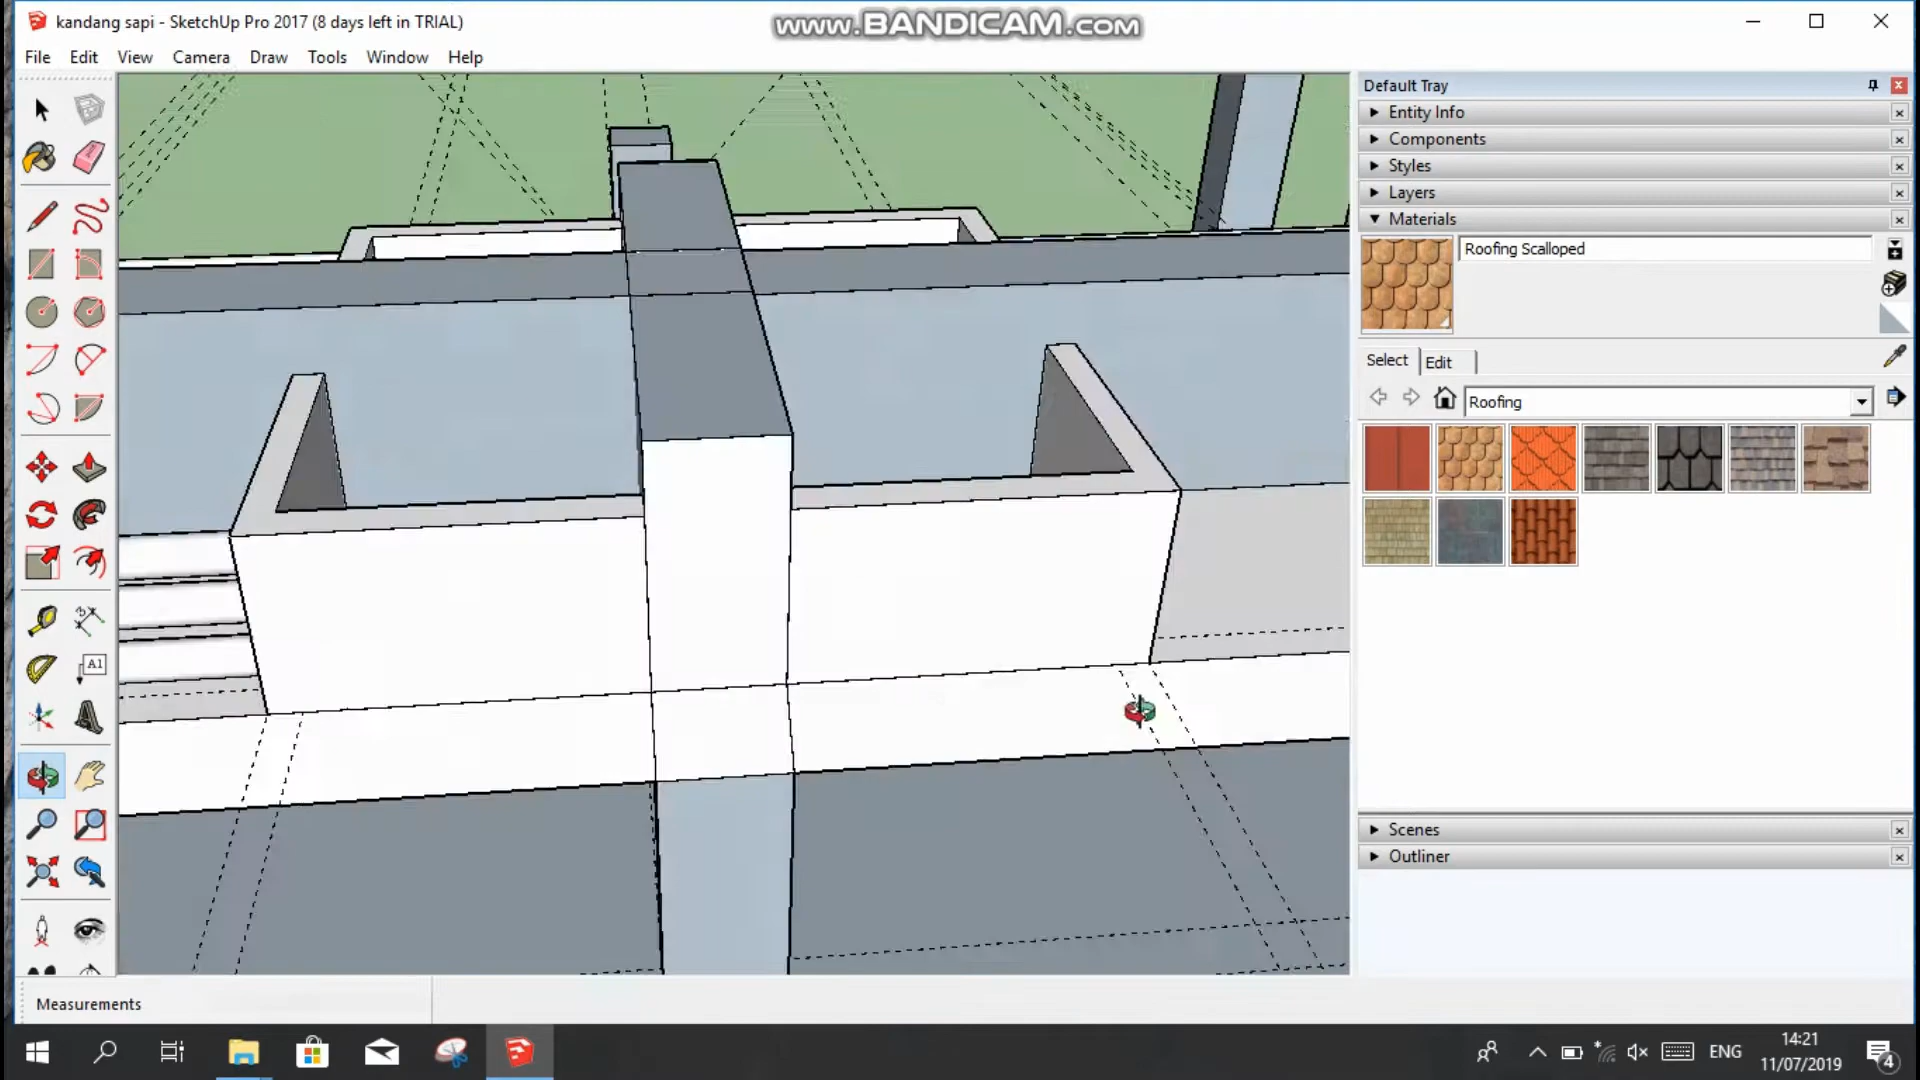 kandang sapi - SketchUp Pro 2017 (8 days left in TRIAL)
www.BANDICAM.com
File Edit View Camera Draw Tools Window Help
Default Tray
Entity Info
Components
Styles
Layers
Materials
Roofing Scalloped
Select Edit
Roofing
A1
Scenes
Outliner
Measurements
ENG
14:21
11/07/2019
4